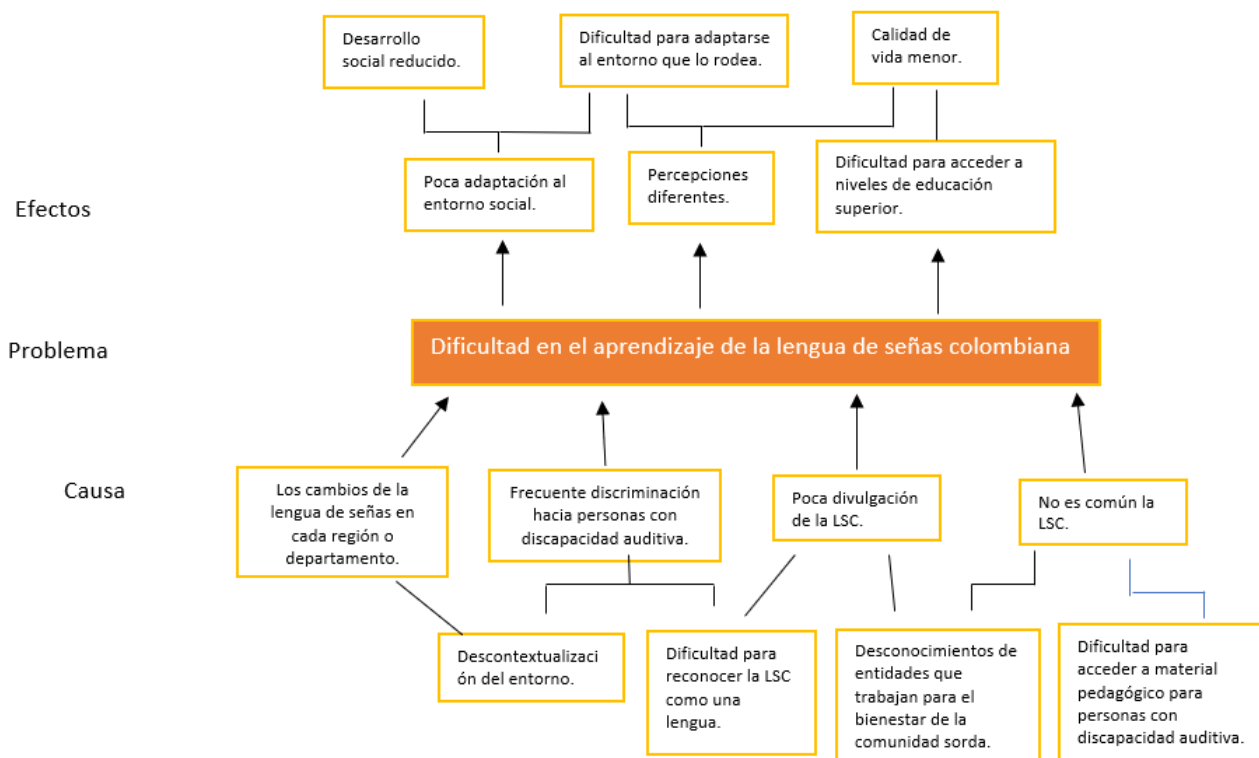 Desarrollo
social reducido.
Dificultad para adaptarse
al entorno que lo rodea.
Calidad de
vida menor.
Efectos
Poca adaptación al
entorno social.
Percepciones
diferentes.
Dificultad para acceder a
niveles de educación
superior.
Problema
Dificultad en el aprendizaje de la lengua de señas colombiana
Causa
Los cambios de la
lengua de señas en
cada región o
departamento.
Frecuente discriminación
hacia personas con
discapacidad auditiva.
Poca divulgación
de la LSC.
No es común la
LSC.
Descontextualizaci
ón del entorno.
Dificultad para
reconocer la LSC
como una
lengua.
Desconocimientos de
entidades que
trabajan para el
bienestar de la
comunidad sorda.
Dificultad para
acceder a material
pedagógico para
personas con
discapacidad auditiva.